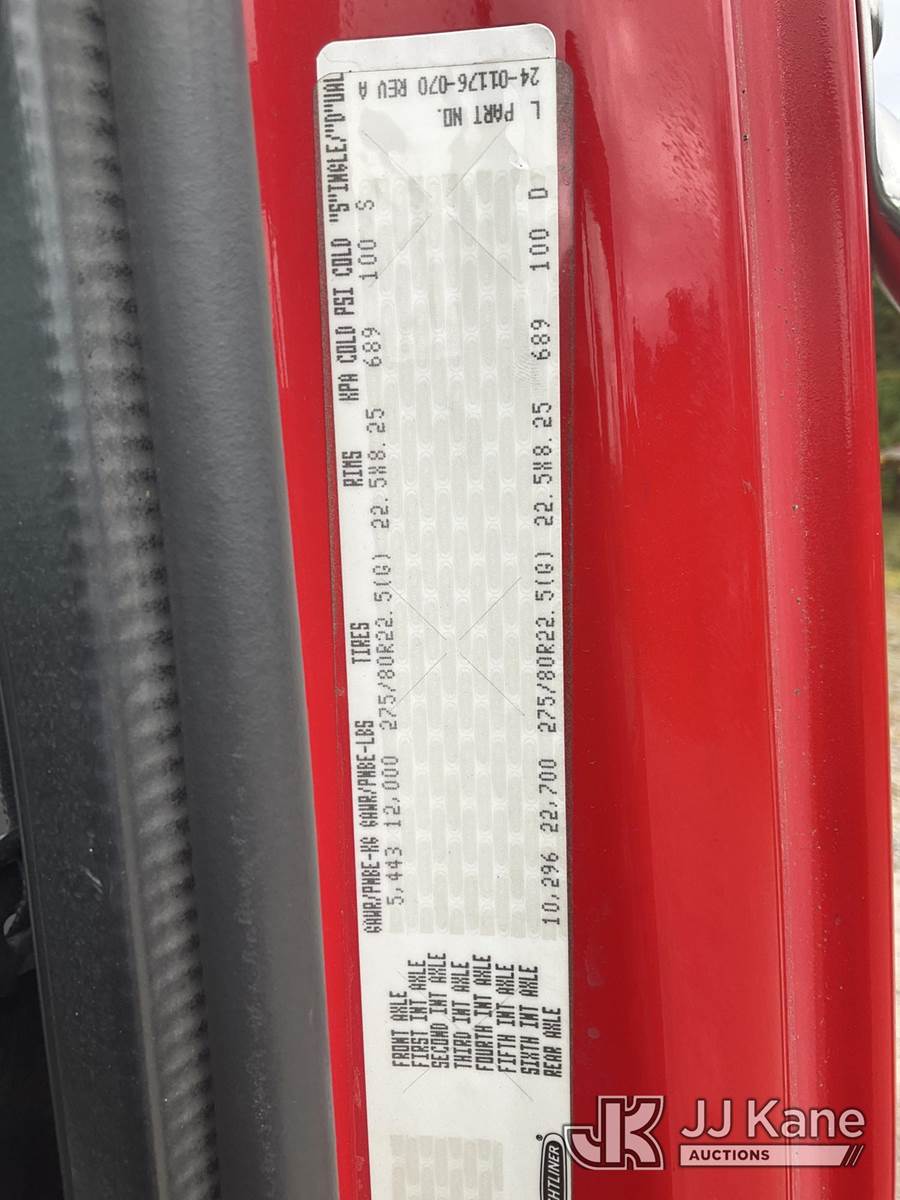 GAWR/PNBE-KG GAWR/PNBE-LBS TIRES RIMS KPA COLD PSI COLD "S"INGLE/"D"UAL
FRONT AXLE 5,443 12,000 275/80R22.5(G) 22.5X8.25 689 100 S
FIRST INT AXLE
SECOND INT AXLE
THIRD INT AXLE
FOURTH INT AXLE
FIFTH INT AXLE
SIXTH INT AXLE
REAR AXLE 10,296 22,700 275/80R22.5(G) 22.5X8.25 689 100 D
24-01176-070 REV A
L PART NO.
HTLINER®
JK JJ Kane
AUCTIONS